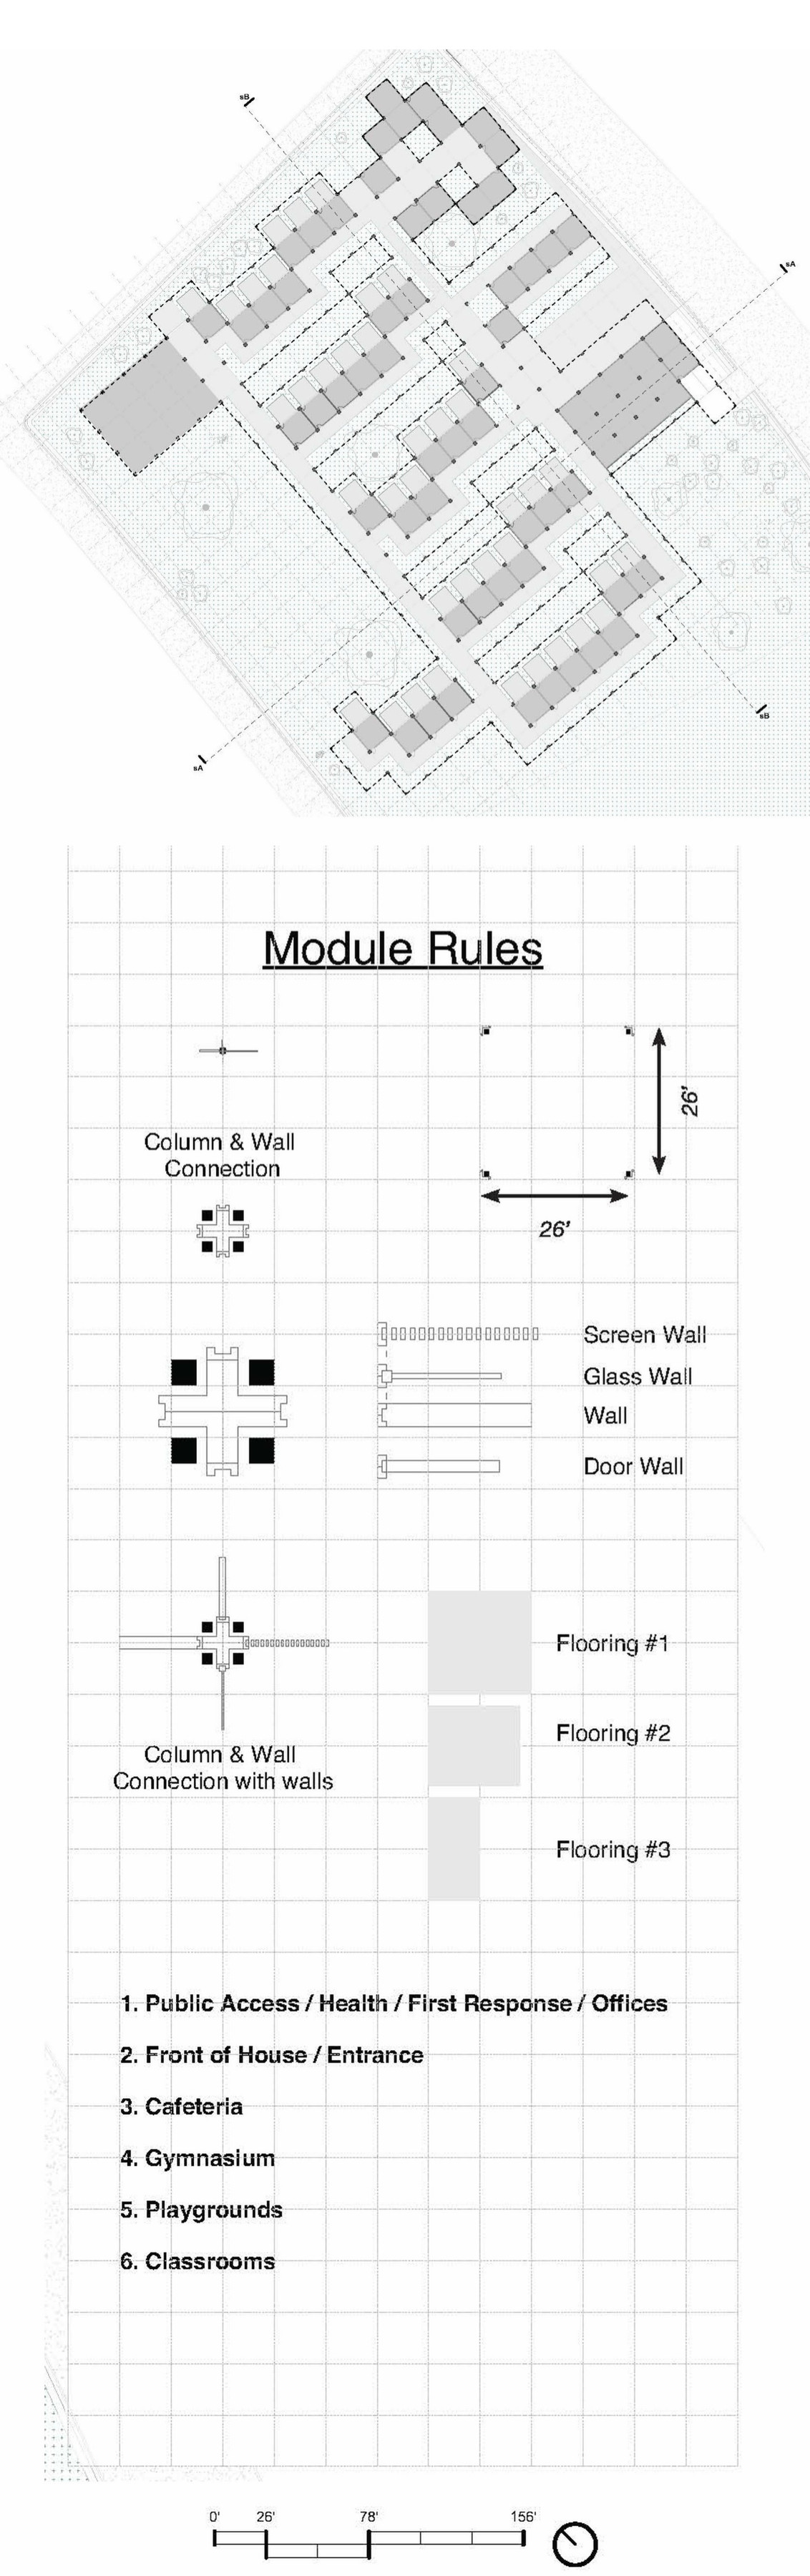 sB
sA
sB
sA
Module Rules
26'
Column & Wall
Connection
26'
Screen Wall
Glass Wall
Wall
Door Wall
Flooring #1
Flooring #2
Column & Wall
Connection with walls
Flooring #3
1. Public Access / Health / First Response / Offices
2. Front of House / Entrance
3. Cafeteria
4. Gymnasium
5. Playgrounds
6. Classrooms
0' 26' 78' 156'